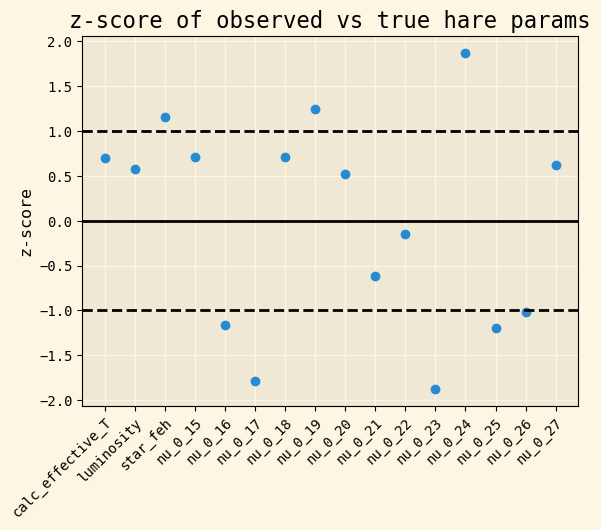 z-score of observed vs true hare params
z-score
2.0
1.5
1.0
0.5
0.0
−0.5
−1.0
−1.5
−2.0
calc_effective_T
luminosity
star_feh
nu_0_15
nu_0_16
nu_0_17
nu_0_18
nu_0_19
nu_0_20
nu_0_21
nu_0_22
nu_0_23
nu_0_24
nu_0_25
nu_0_26
nu_0_27